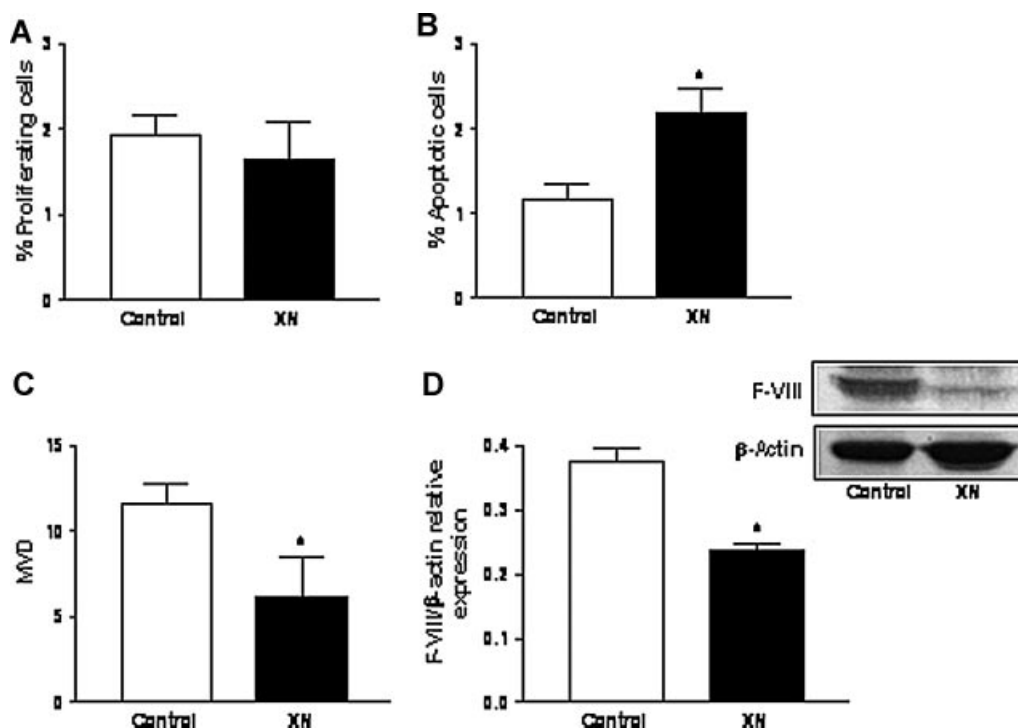 A
% Proliferating cells
3
2
1
0
Control XN
B
% Apoptotic cells
3
2
1
0
*
Control XN
C
MVD
15
10
5
0
*
Control XN
D
F-VIII/β-actin relative
expression
0.4
0.3
0.2
0.0
*
Control XN
F-VIII
β-Actin
Control XN